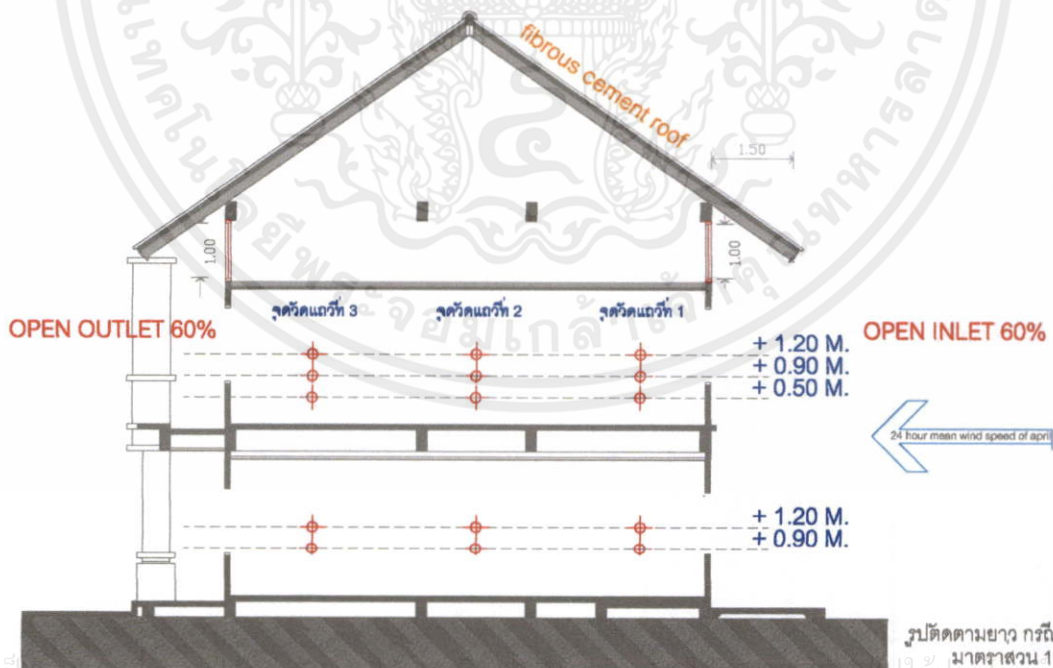 fibrous cement roof
1.50
1.00
1.00
จุดวัดแถวที่ 3
จุดวัดแถวที่ 2
จุดวัดแถวที่ 1
OPEN OUTLET 60%
OPEN INLET 60%
+ 1.20 M.
+ 0.90 M.
+ 0.50 M.
24 hour mean wind speed of april
+ 1.20 M.
+ 0.90 M.
รูปตัดตามยาว กรณี
มาตราส่วน 1